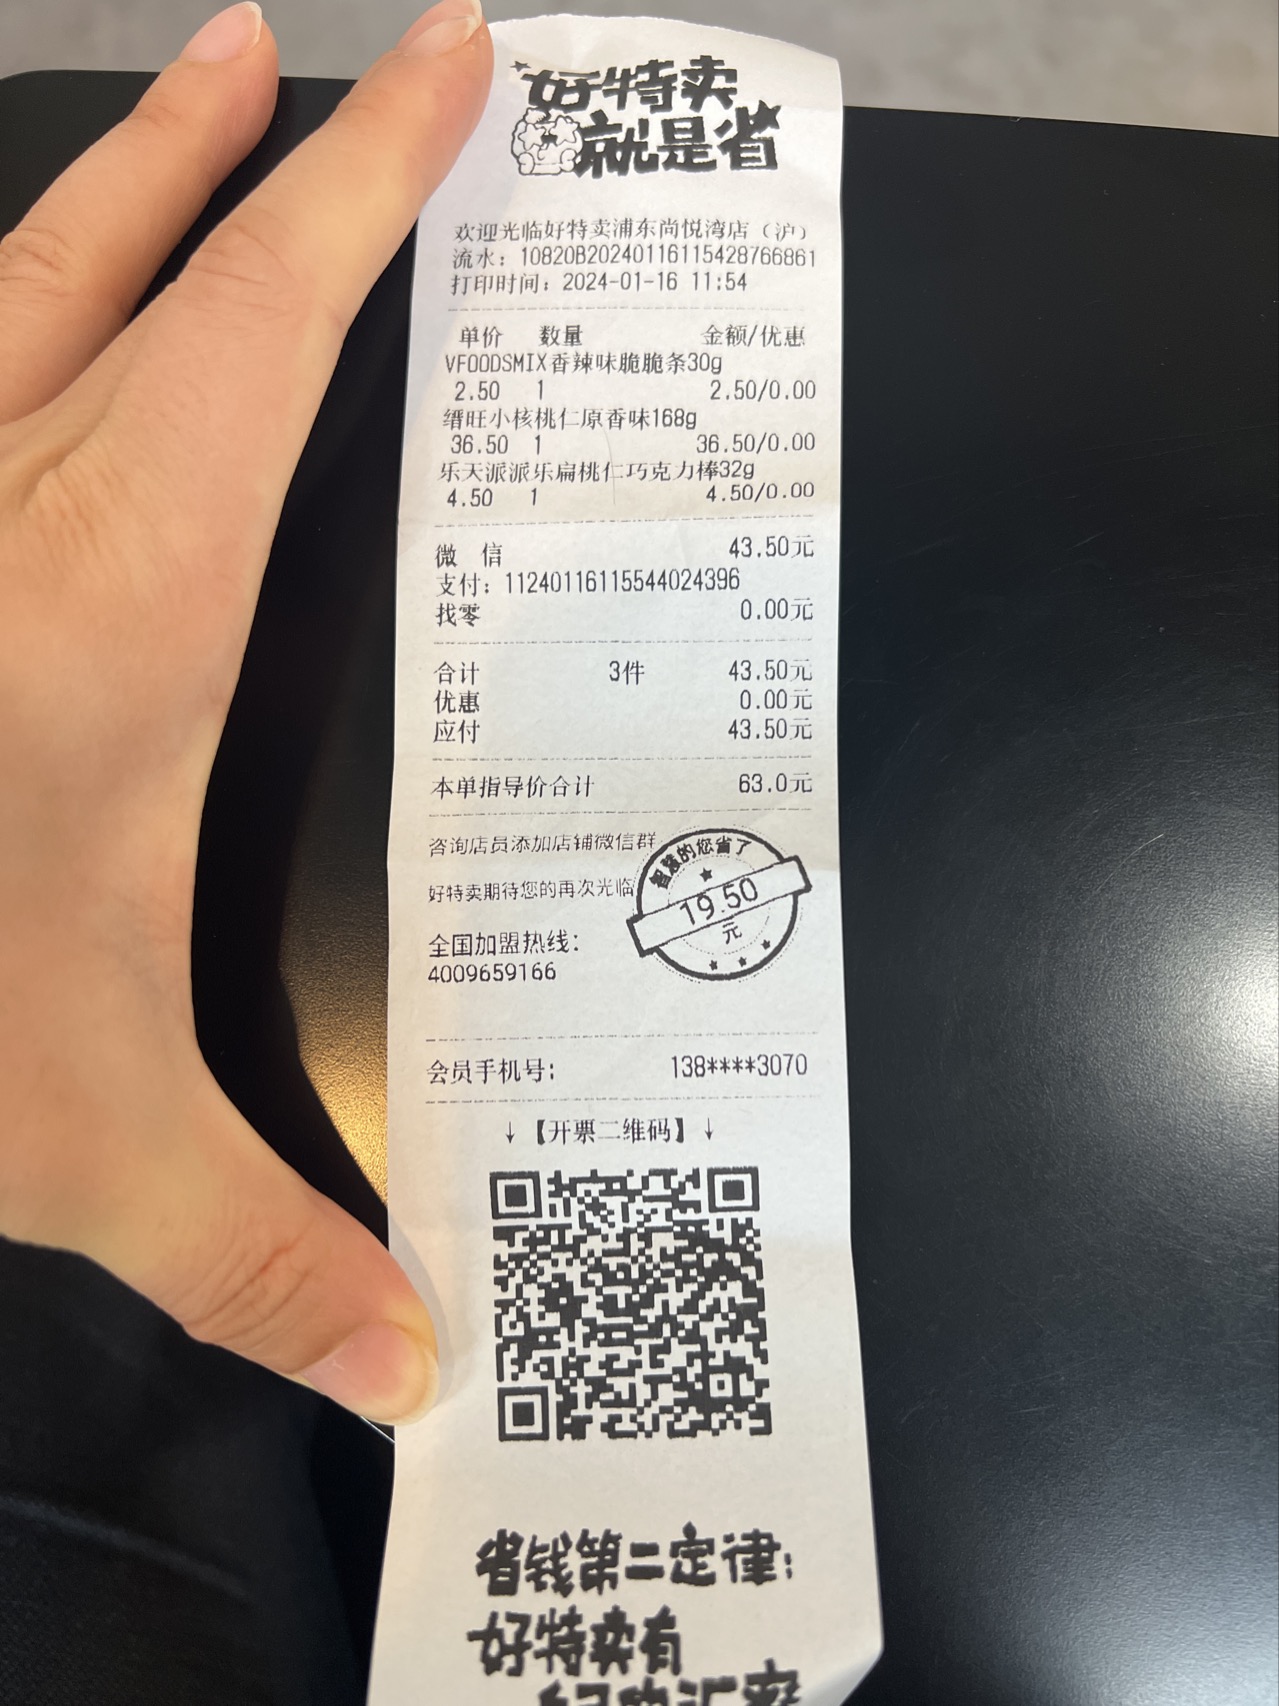 好特卖
就是省
欢迎光临好特卖浦东尚悦湾店（沪）
流水：10820B20240116115428766861
打印时间：2024-01-16 11:54
单价 数量 金额/优惠
VFOODSMIX香辣味脆脆条30g
2.50 1 2.50/0.00
缙旺小核桃仁原香味168g
36.50 1 36.50/0.00
乐天派派乐扁桃仁巧克力棒32g
4.50 1 4.50/0.00
微 信 43.50元
支付：11240116115544024396
找零 0.00元
合计 3件 43.50元
优惠 0.00元
应付 43.50元
本单指导价合计 63.0元
咨询店员添加店铺微信群
好特卖期待您的再次光临
智慧的您省了
19.50
元
全国加盟热线：
4009659166
会员手机号： 138****3070
↓【开票二维码】↓
省钱第二定律：
好特卖有